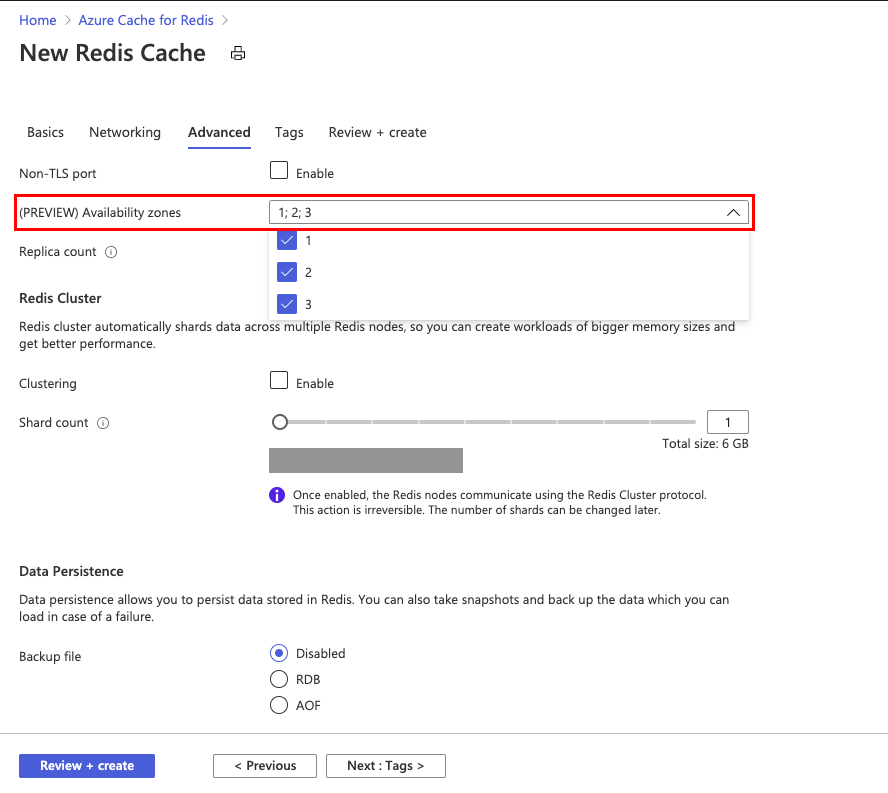 Home > Azure Cache for Redis >
New Redis Cache
Basics Networking Advanced Tags Review + create
Non-TLS port Enable
(PREVIEW) Availability zones 1; 2; 3
1
Replica count
2
3
Redis Cluster
Redis cluster automatically shards data across multiple Redis nodes, so you can create workloads of bigger memory sizes and
get better performance.
Clustering Enable
Shard count 1
Total size: 6 GB
Once enabled, the Redis nodes communicate using the Redis Cluster protocol.
This action is irreversible. The number of shards can be changed later.
Data Persistence
Data persistence allows you to persist data stored in Redis. You can also take snapshots and back up the data which you can
load in case of a failure.
Backup file Disabled
RDB
AOF
Review + create < Previous Next : Tags >